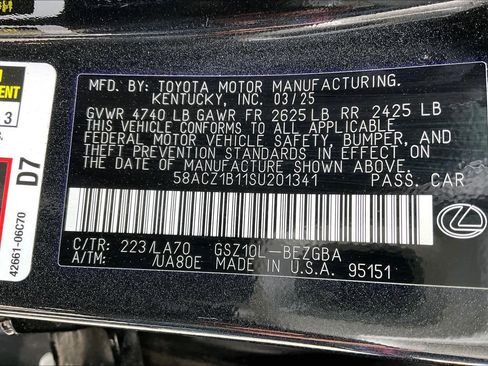 MFD. BY: TOYOTA MOTOR MANUFACTURING.
KENTUCKY, INC. 03/25
GVWR 4740 LB GAWR FR 2625 LB RR 2425 LB
THIS VEHICLE CONFORMS TO ALL APPLICABLE
FEDERAL MOTOR VEHICLE SAFETY, BUMPER, AND
THEFT PREVENTION STANDARDS IN EFFECT ON
THE DATE OF MANUFACTURE SHOWN ABOVE.
58ACZ1B11SU201341 PASS. CAR
C/TR: 223/LA70 GSZ10L-BEZGBA
A/TM: /UA80E MADE IN U.S.A. 95151
D7
42661-06C70
3